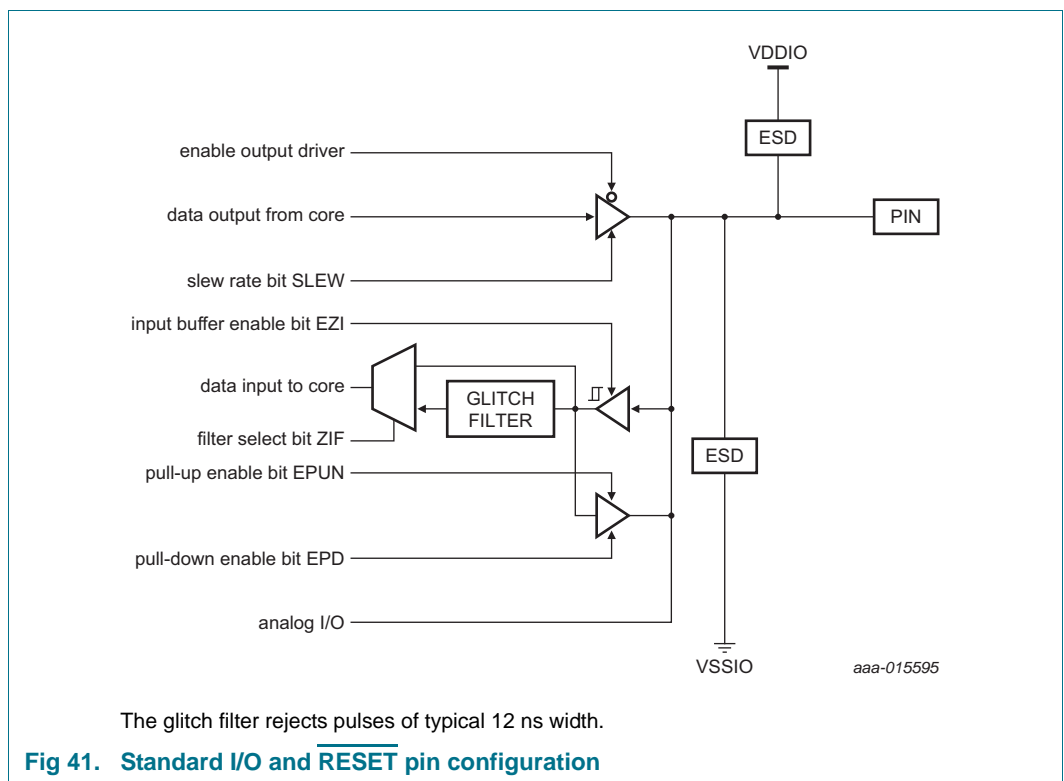 VDDIO
ESD
enable output driver
data output from core
PIN
slew rate bit SLEW
input buffer enable bit EZI
data input to core
GLITCH
FILTER
filter select bit ZIF
ESD
pull-up enable bit EPUN
pull-down enable bit EPD
analog I/O
VSSIO
aaa-015595
The glitch filter rejects pulses of typical 12 ns width.
Fig 41. Standard I/O and RESET pin configuration